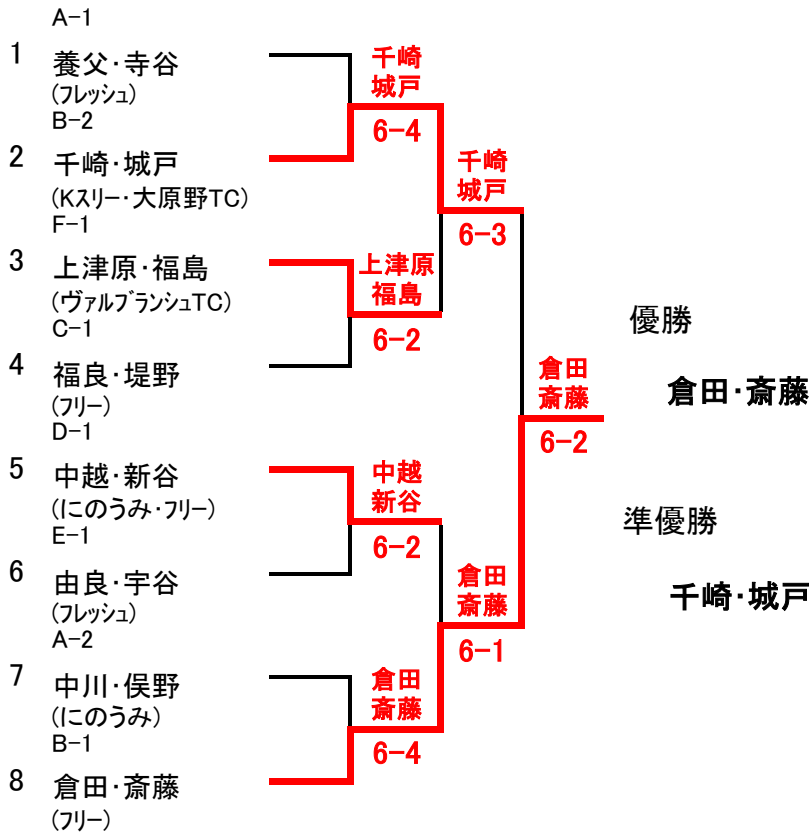 A-1
1 養父・寺谷
(フレッシュ)
B-2
2 千崎・城戸
(Kスリー・大原野TC)
F-1
3 上津原・福島
(ヴァルブランシュTC)
C-1
4 福良・堤野
(フリー)
D-1
5 中越・新谷
(にのうみ・フリー)
E-1
6 由良・宇谷
(フレッシュ)
A-2
7 中川・俣野
(にのうみ)
B-1
8 倉田・斎藤
(フリー)
千崎
城戸
6-4
上津原
福島
6-2
中越
新谷
6-2
倉田
斎藤
6-4
千崎
城戸
6-3
倉田
斎藤
6-1
倉田
斎藤
6-2
優勝
倉田・斎藤
準優勝
千崎・城戸